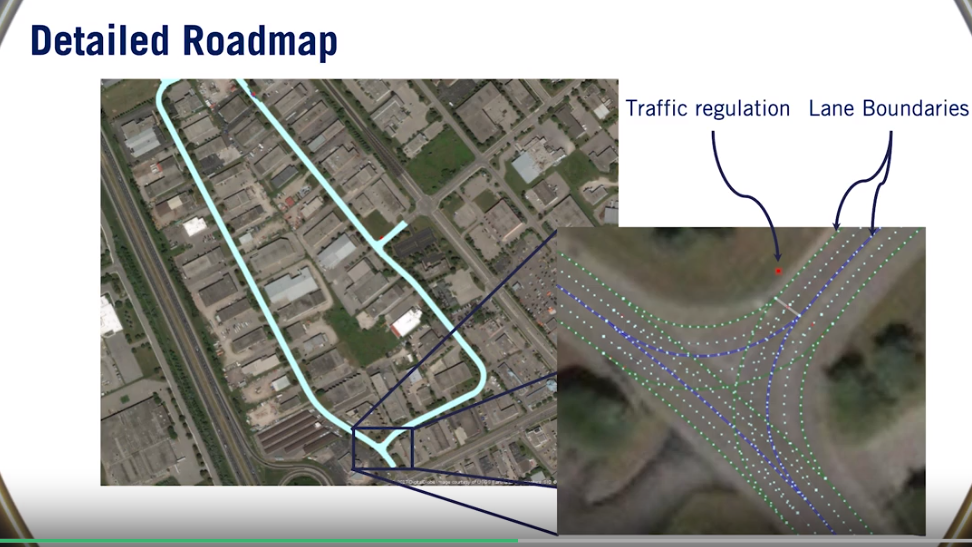 Detailed Roadmap
Traffic regulation
Lane Boundaries